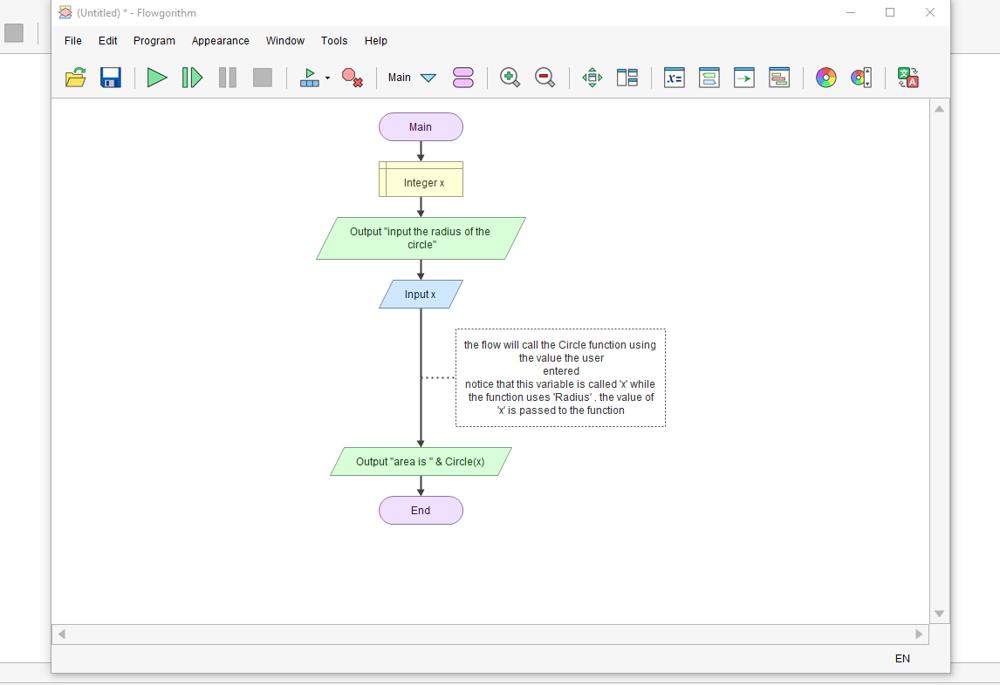 (Untitled) * - Flowgorithm
File Edit Program Appearance Window Tools Help
Main
x=
A
Main
Integer x
Output "input the radius of the
circle"
Input x
the flow will call the Circle function using
the value the user
entered
notice that this variable is called 'x' while
the function uses 'Radius' . the value of
'x' is passed to the function
Output "area is " & Circle(x)
End
EN